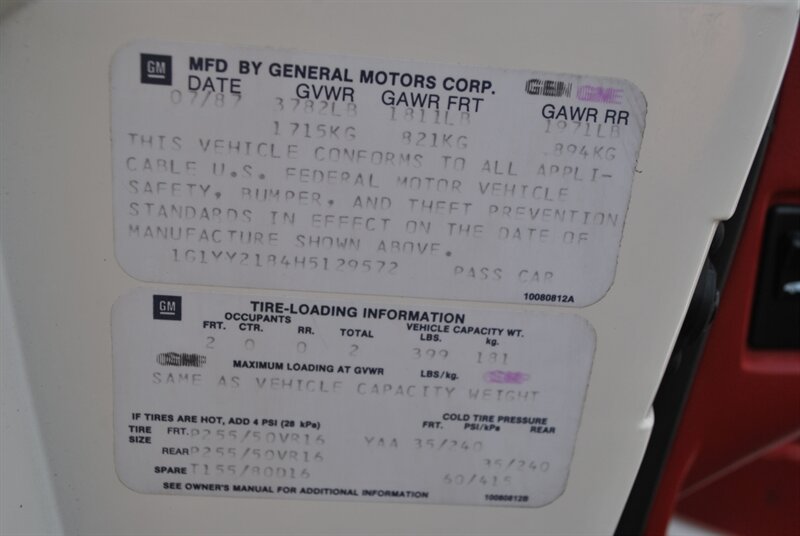 GM MFD BY GENERAL MOTORS CORP.
DATE GVWR GAWR FRT GAWR RR
07/87 3782LB 1811LB 1971LB
1715KG 821KG 894KG
THIS VEHICLE CONFORMS TO ALL APPLI-
CABLE U.S. FEDERAL MOTOR VEHICLE
SAFETY, BUMPER, AND THEFT PREVENTION
STANDARDS IN EFFECT ON THE DATE OF
MANUFACTURE SHOWN ABOVE.
1G1YY2184H5129572 PASS CAR
10080812A
GM TIRE-LOADING INFORMATION
OCCUPANTS VEHICLE CAPACITY WT.
FRT. CTR. RR. TOTAL LBS. kg.
2 0 0 2 399 181
MAXIMUM LOADING AT GVWR LBS/kg.
SAME AS VEHICLE CAPACITY WEIGHT
IF TIRES ARE HOT, ADD 4 PSI (28 kPa) COLD TIRE PRESSURE
TIRE SIZE FRT. PSI/kPa REAR
FRT. P255/50VR16 YAA 35/240
REAR P255/50VR16 35/240
SPARE T155/80D16 60/415
SEE OWNER'S MANUAL FOR ADDITIONAL INFORMATION 10080812B